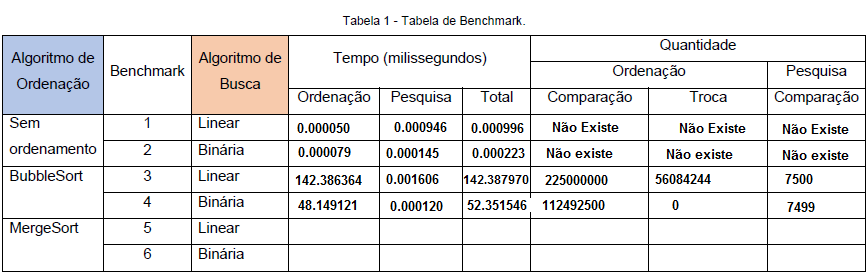 Tabela 1 - Tabela de Benchmark.
Algoritmo de Ordenação Benchmark Algoritmo de Busca Tempo (milissegundos) Quantidade
Ordenação Pesquisa
Ordenação Pesquisa Total Comparação Troca Comparação
Sem ordenamento 1 Linear 0.000050 0.000946 0.000996 Não Existe Não Existe Não Existe
2 Binária 0.000079 0.000145 0.000223 Não existe Não existe Não existe
BubbleSort 3 Linear 142.386364 0.001606 142.387970 225000000 56084244 7500
4 Binária 48.149121 0.000120 52.351546 112492500 0 7499
MergeSort 5 Linear
6 Binária